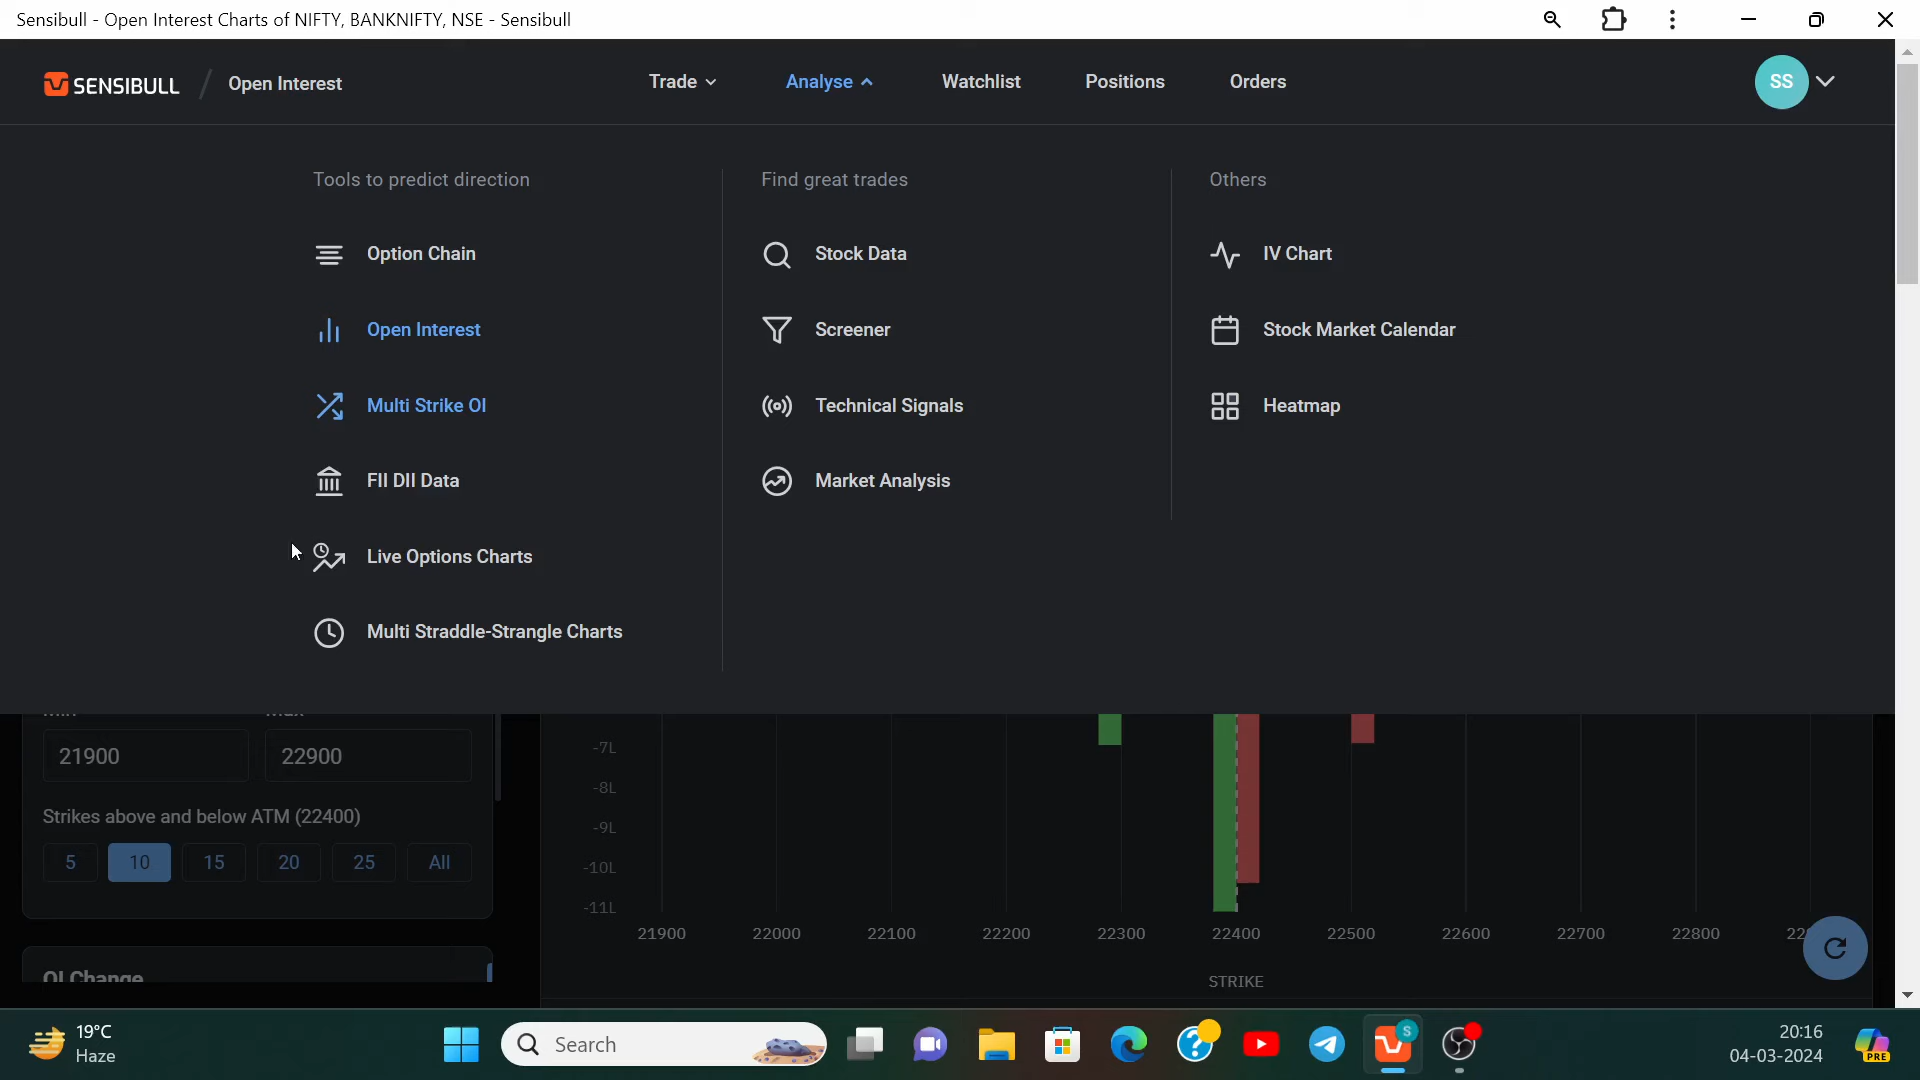 Sensibull - Open Interest Charts of NIFTY, BANKNIFTY, NSE - Sensibull
SENSIBULL / Open Interest
Trade
Analyse
Watchlist
Positions
Orders
SS
Tools to predict direction
Option Chain
Open Interest
Multi Strike OI
FII DII Data
Live Options Charts
Multi Straddle-Strangle Charts
Find great trades
Stock Data
Screener
Technical Signals
Market Analysis
Others
IV Chart
Stock Market Calendar
Heatmap
21900 22900
Strikes above and below ATM (22400)
5 10 15 20 25 All
OI Change
-7L
-8L
-9L
-10L
-11L
21900 22000 22100 22200 22300 22400 22500 22600 22700 22800
STRIKE
19°C
Haze
Search
S
20:16
04-03-2024
PRE